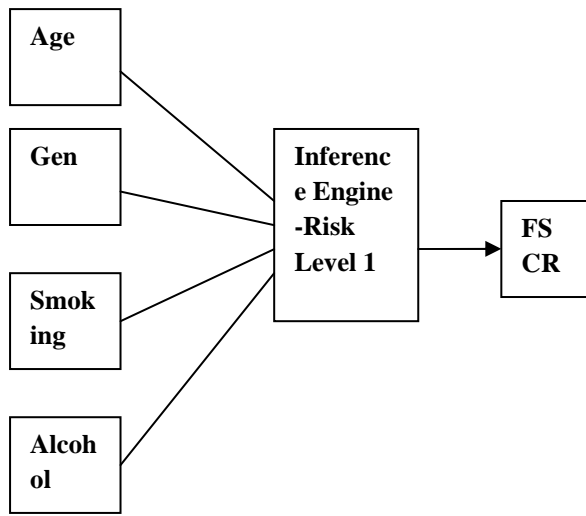 Age
Gen
Smok
ing
Alcoh
ol
Inferenc
e Engine
-Risk
Level 1
FS
CR